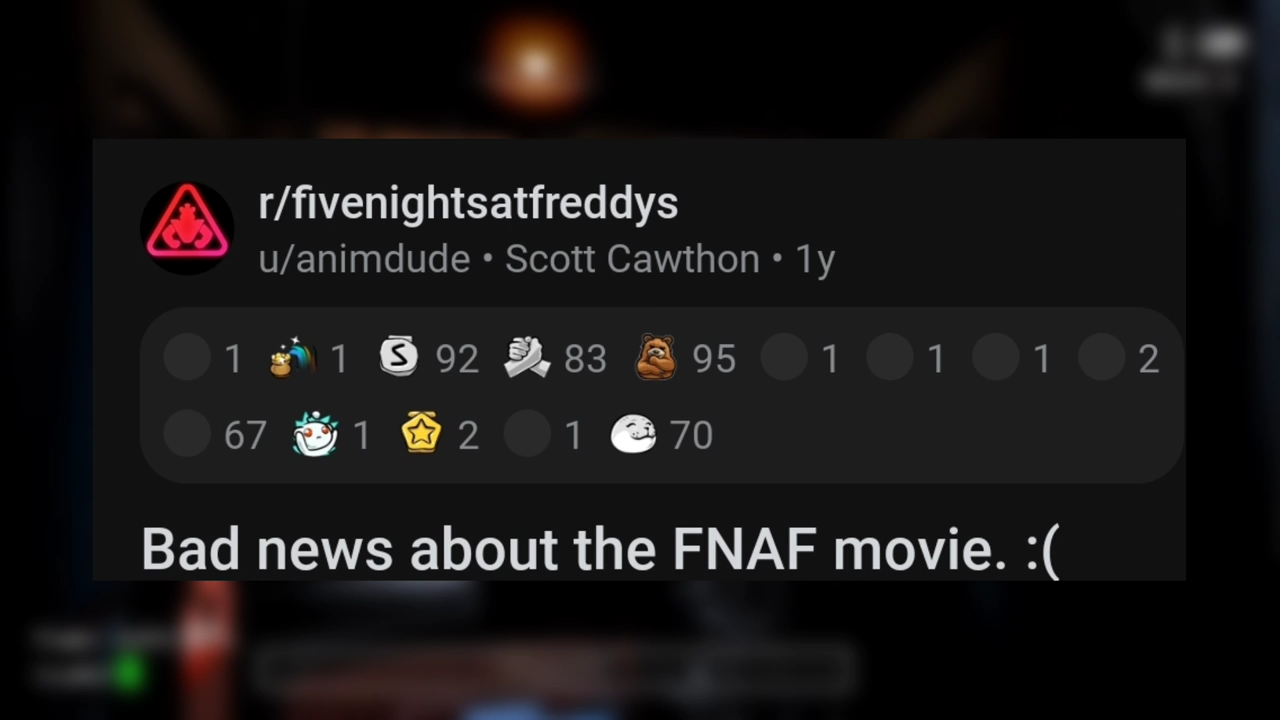 r/fivenightsatfreddys
u/animdude • Scott Cawthon • 1y
1 1 S 92 83 95 1 1 1 2
67 1 2 1 70
Bad news about the FNAF movie. :(